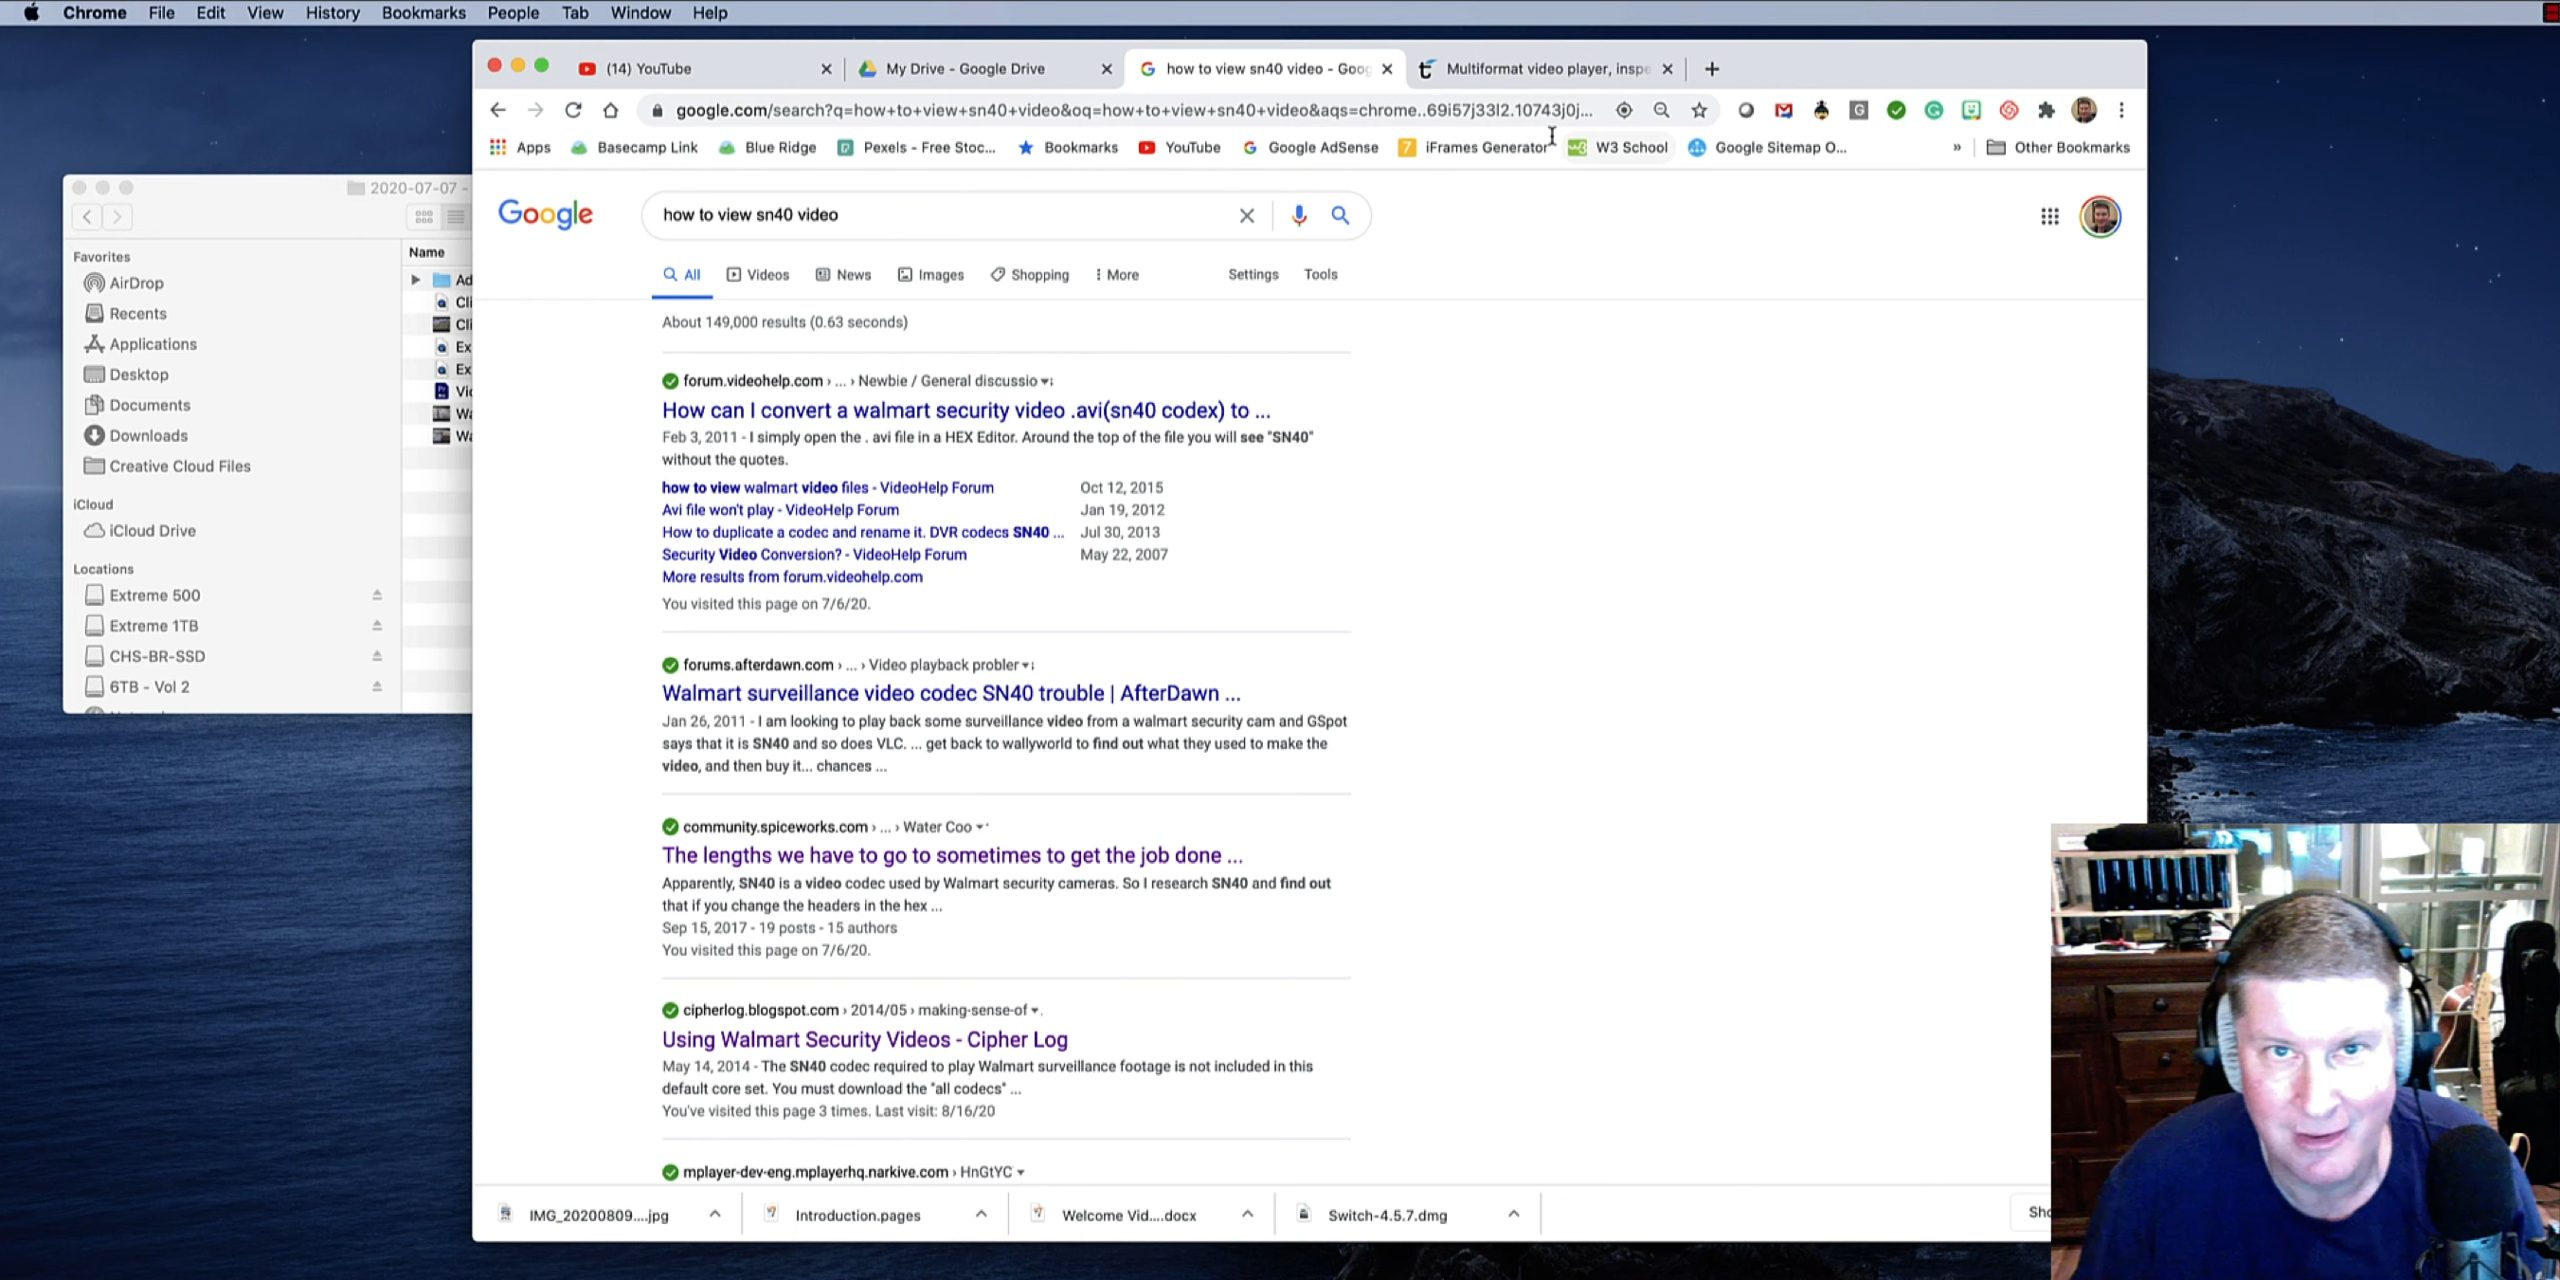 Chrome File Edit View History Bookmarks People Tab Window Help
(14) YouTube
My Drive - Google Drive
how to view sn40 video - Goog
Multiformat video player, inspe
google.com/search?q=how+to+view+sn40+video&oq=how+to+view+sn40+video&aqs=chrome..69i57j33l2.10743j0j...
Apps Basecamp Link Blue Ridge Pexels - Free Stoc... Bookmarks YouTube Google AdSense iFrames Generator W3 School Google Sitemap O... » Other Bookmarks
2020-07-07 -
Favorites
AirDrop
Recents
Applications
Desktop
Documents
Downloads
Creative Cloud Files
iCloud
iCloud Drive
Locations
Extreme 500
Extreme 1TB
CHS-BR-SSD
6TB - Vol 2
Name
Ad
Cli
Cli
Ex
Ex
Vi
Wa
Wa
Google
how to view sn40 video
All Videos News Images Shopping More Settings Tools
About 149,000 results (0.63 seconds)
forum.videohelp.com › ... › Newbie / General discussio
How can I convert a walmart security video .avi(sn40 codex) to ...
Feb 3, 2011 - I simply open the . avi file in a HEX Editor. Around the top of the file you will see "SN40"
without the quotes.
how to view walmart video files - VideoHelp Forum Oct 12, 2015
Avi file won't play - VideoHelp Forum Jan 19, 2012
How to duplicate a codec and rename it. DVR codecs SN40 ... Jul 30, 2013
Security Video Conversion? - VideoHelp Forum May 22, 2007
More results from forum.videohelp.com
You visited this page on 7/6/20.
forums.afterdawn.com › ... › Video playback probler
Walmart surveillance video codec SN40 trouble | AfterDawn ...
Jan 26, 2011 - I am looking to play back some surveillance video from a walmart security cam and GSpot
says that it is SN40 and so does VLC. ... get back to wallyworld to find out what they used to make the
video, and then buy it... chances ...
community.spiceworks.com › ... › Water Coo
The lengths we have to go to sometimes to get the job done ...
Apparently, SN40 is a video codec used by Walmart security cameras. So I research SN40 and find out
that if you change the headers in the hex ...
Sep 15, 2017 - 19 posts - 15 authors
You visited this page on 7/6/20.
cipherlog.blogspot.com › 2014/05 › making-sense-of
Using Walmart Security Videos - Cipher Log
May 14, 2014 - The SN40 codec required to play Walmart surveillance footage is not included in this
default core set. You must download the "all codecs" ...
You've visited this page 3 times. Last visit: 8/16/20
mplayer-dev-eng.mplayerhq.narkive.com › HnGtYC
IMG_20200809....jpg
Introduction.pages
Welcome Vid....docx
Switch-4.5.7.dmg
Sho